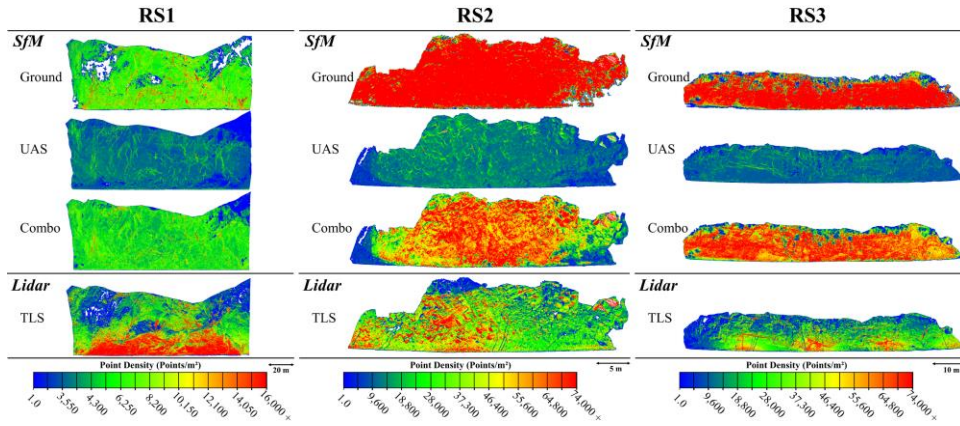 RS1 RS2 RS3
SfM SfM SfM
Ground Ground Ground
UAS UAS UAS
Combo Combo Combo
Lidar Lidar Lidar
TLS TLS TLS
Point Density (Points/m²) 20 m Point Density (Points/m²) 5 m Point Density (Points/m²) 10 m
1.0 3,550 4,300 6,250 8,200 10,150 12,100 14,050 16,000 + 1.0 9,600 18,800 28,000 37,300 46,400 55,600 64,800 74,000 + 1.0 9,600 18,800 28,000 37,300 46,400 55,600 64,800 74,000 +